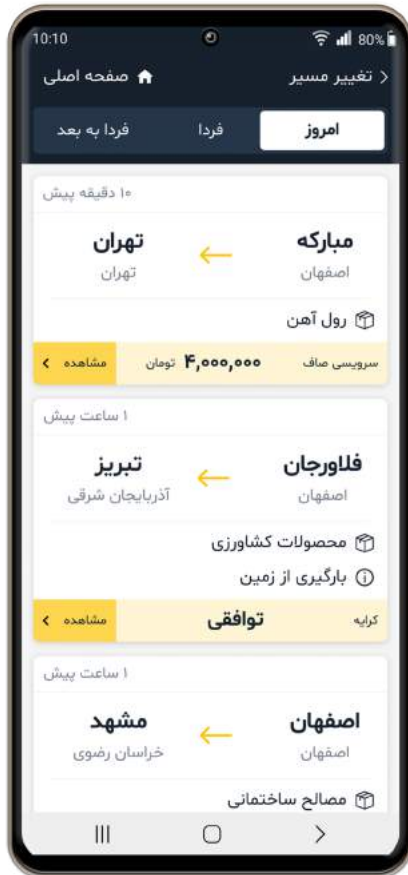 10:10 80%
تغییر مسیر صفحه اصلی
امروز فردا فردا به بعد
۱۰ دقیقه پیش
مبارکه تهران
اصفهان تهران
رول آهن
سرویسی صاف ۴,۰۰۰,۰۰۰ تومان مشاهده
۱ ساعت پیش
فلاورجان تبریز
اصفهان آذربایجان شرقی
محصولات کشاورزی
بارگیری از زمین
کرایه توافقی مشاهده
۱ ساعت پیش
اصفهان مشهد
اصفهان خراسان رضوی
مصالح ساختمانی